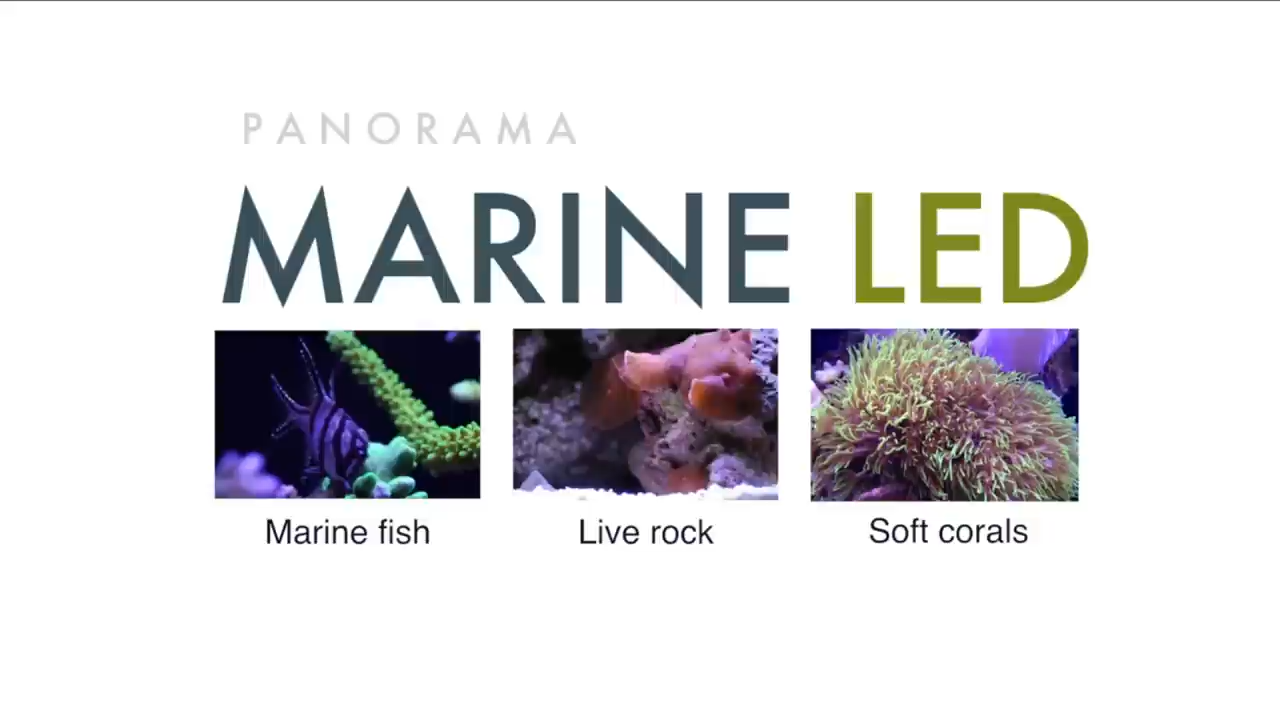 PANORAMA
MARINE LED
Marine fish
Live rock
Soft corals